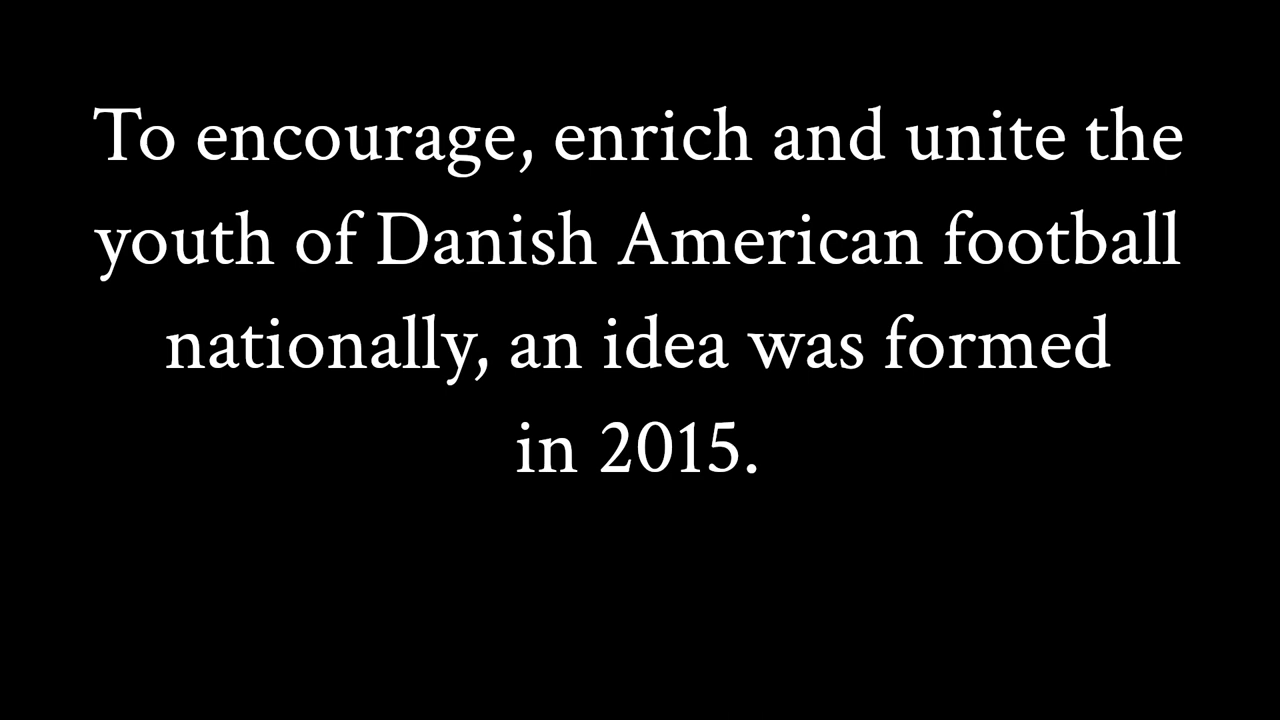 To encourage, enrich and unite the
youth of Danish American football
nationally, an idea was formed
in 2015.